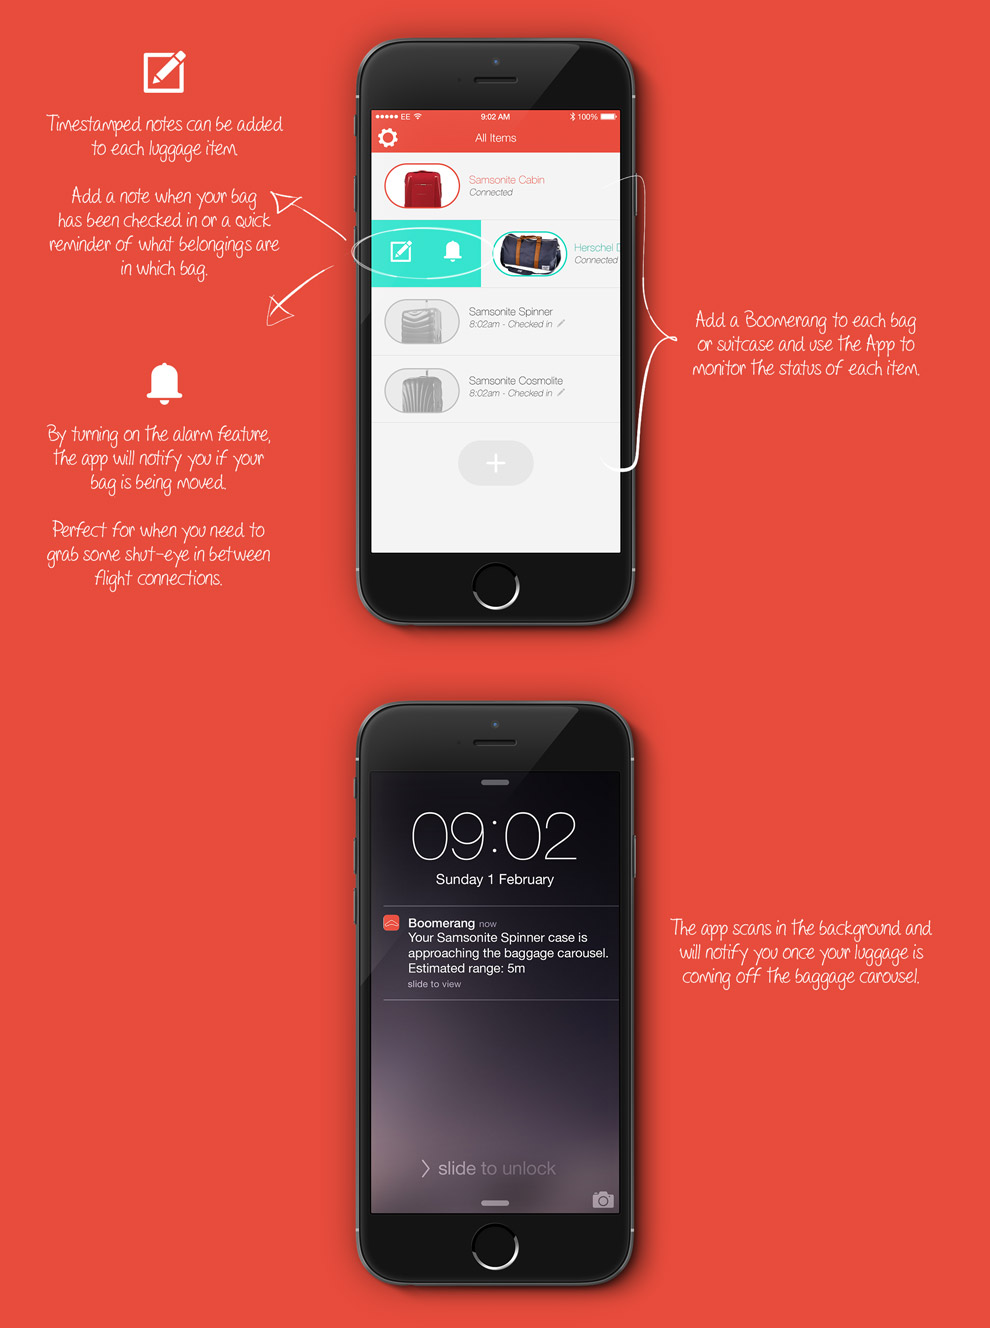 Timestamped notes can be added
to each luggage item.
Add a note when your bag
has been checked in or a quick
reminder of what belongings are
in which bag.
By turning on the alarm feature,
the app will notify you if your
bag is being moved.
Perfect for when you need to
grab some shut-eye in between
flight connections.
EE 9:02 AM 100%
All Items
Samsonite Cabin
Connected
Herschel D
Connected
Samsonite Spinner
8:02am - Checked in
Samsonite Cosmolite
8:02am - Checked in
+
Add a Boomerang to each bag
or suitcase and use the App to
monitor the status of each item.
09:02
Sunday 1 February
Boomerang now
Your Samsonite Spinner case is
approaching the baggage carousel.
Estimated range: 5m
slide to view
slide to unlock
The app scans in the background and
will notify you once your luggage is
coming off the baggage carousel.